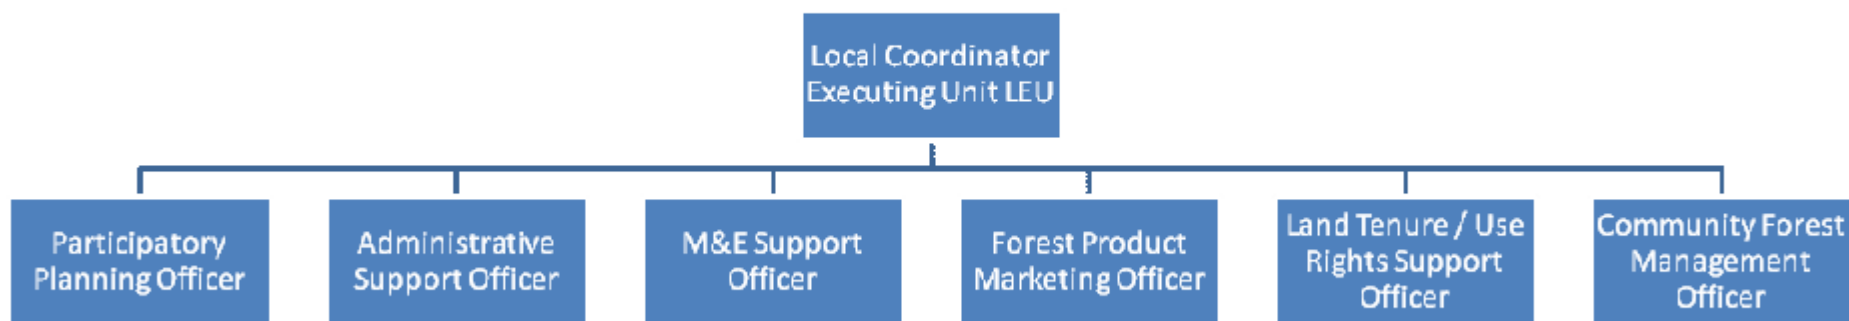 Local Coordinator
Executing Unit LEU
Participatory
Planning Officer
Administrative
Support Officer
M&E Support
Officer
Forest Product
Marketing Officer
Land Tenure / Use
Rights Support
Officer
Community Forest
Management
Officer